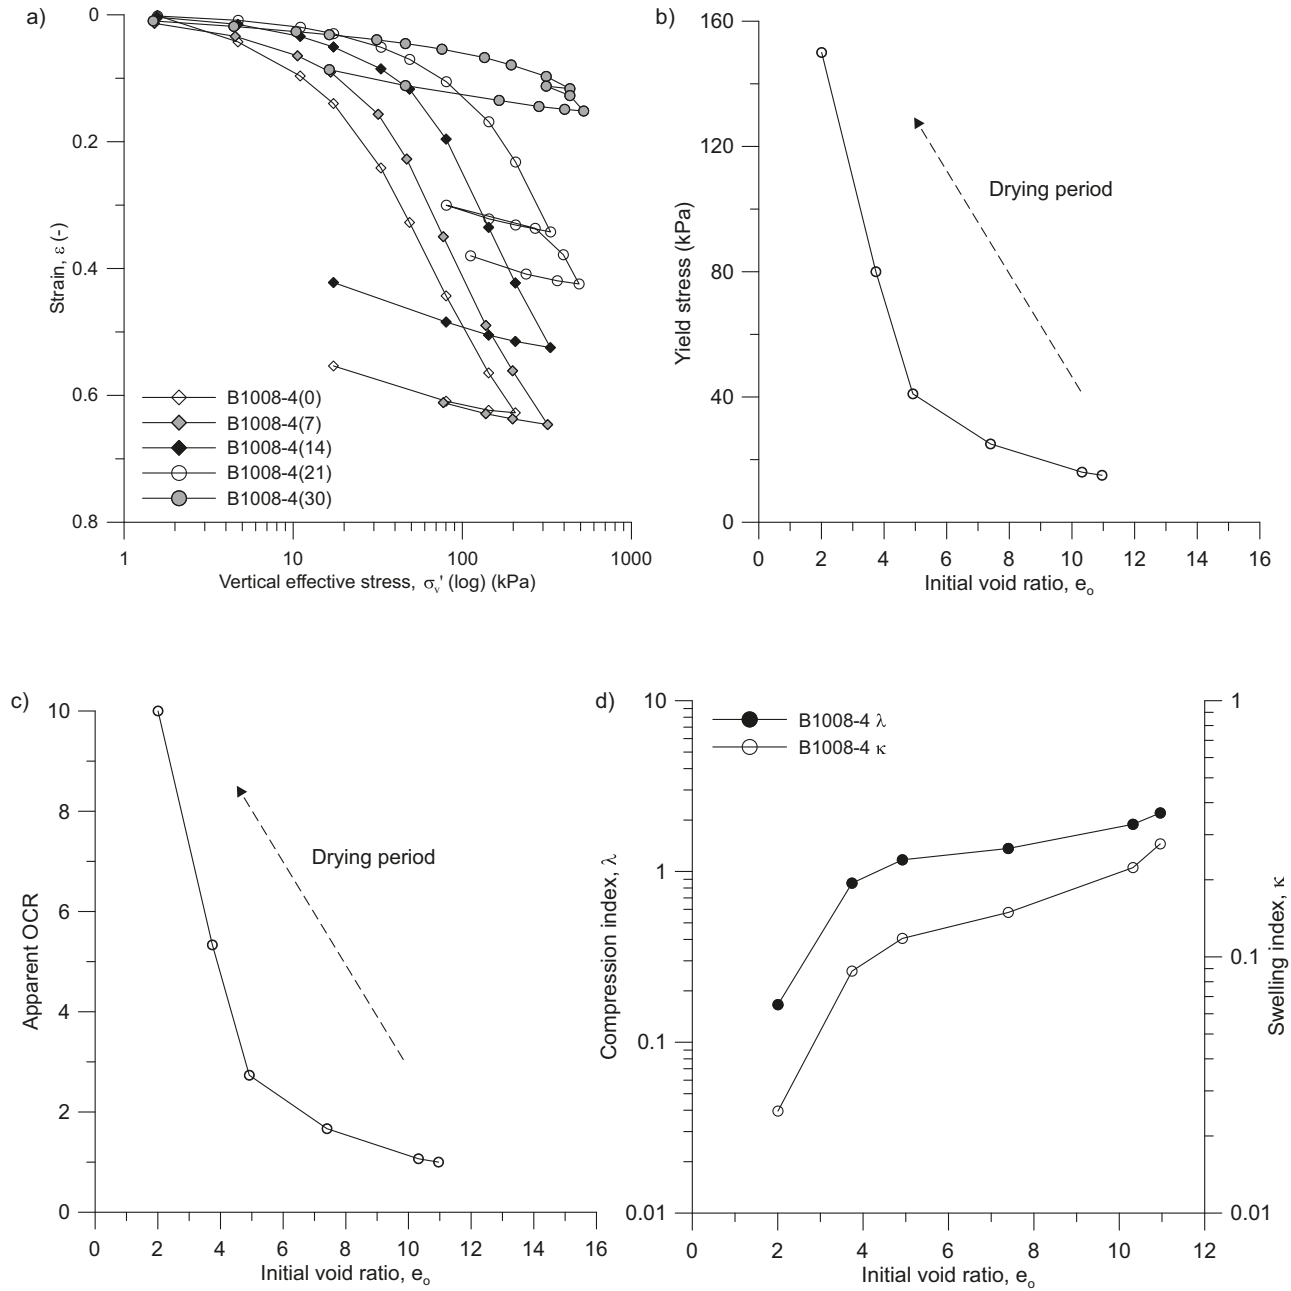 a)
0
0.2
0.4
0.6
0.8
Strain, ε (-)
B1008-4(0)
B1008-4(7)
B1008-4(14)
B1008-4(21)
B1008-4(30)
1 10 100 1000
Vertical effective stress, σv' (log) (kPa)
b)
160
120
80
40
0
Yield stress (kPa)
Drying period
0 2 4 6 8 10 12 14 16
Initial void ratio, eo
c)
10
8
6
4
2
0
Apparent OCR
Drying period
0 2 4 6 8 10 12 14 16
Initial void ratio, eo
d)
10
1
0.1
0.01
Compression index, λ
B1008-4 λ
B1008-4 κ
1
0.1
0.01
Swelling index, κ
0 2 4 6 8 10 12
Initial void ratio, eo